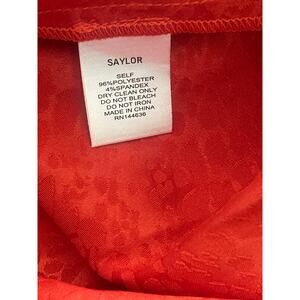 SAYLOR
SELF
96%POLYESTER
4%SPANDEX
DRY CLEAN ONLY
DO NOT BLEACH
DO NOT IRON
MADE IN CHINA
RN144636